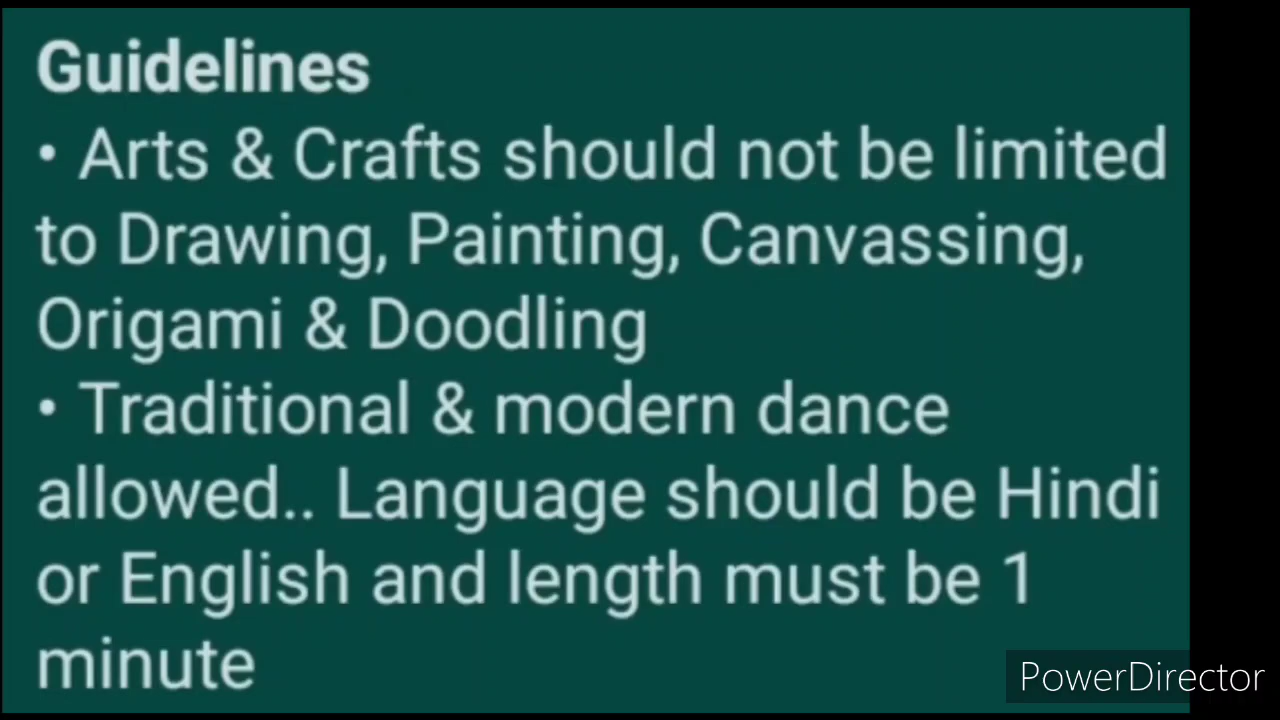 Guidelines
• Arts & Crafts should not be limited
to Drawing, Painting, Canvassing,
Origami & Doodling
• Traditional & modern dance
allowed.. Language should be Hindi
or English and length must be 1
minute
PowerDirector